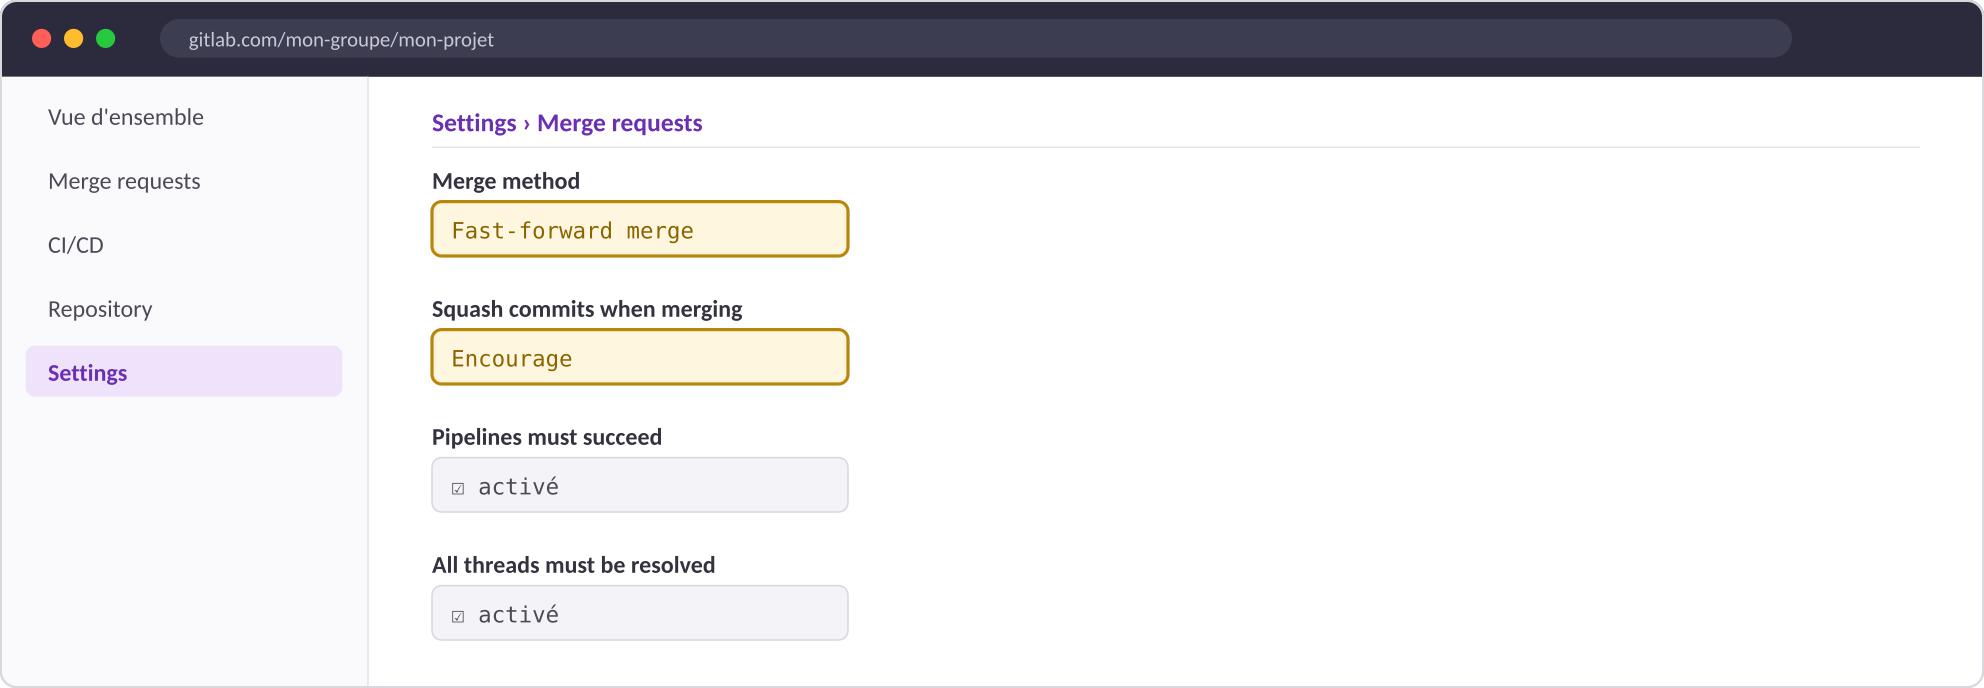 gitlab.com/mon-groupe/mon-projet
Vue d'ensemble
Merge requests
CI/CD
Repository
Settings
Settings › Merge requests
Merge method
Fast-forward merge
Squash commits when merging
Encourage
Pipelines must succeed
☑ activé
All threads must be resolved
☑ activé